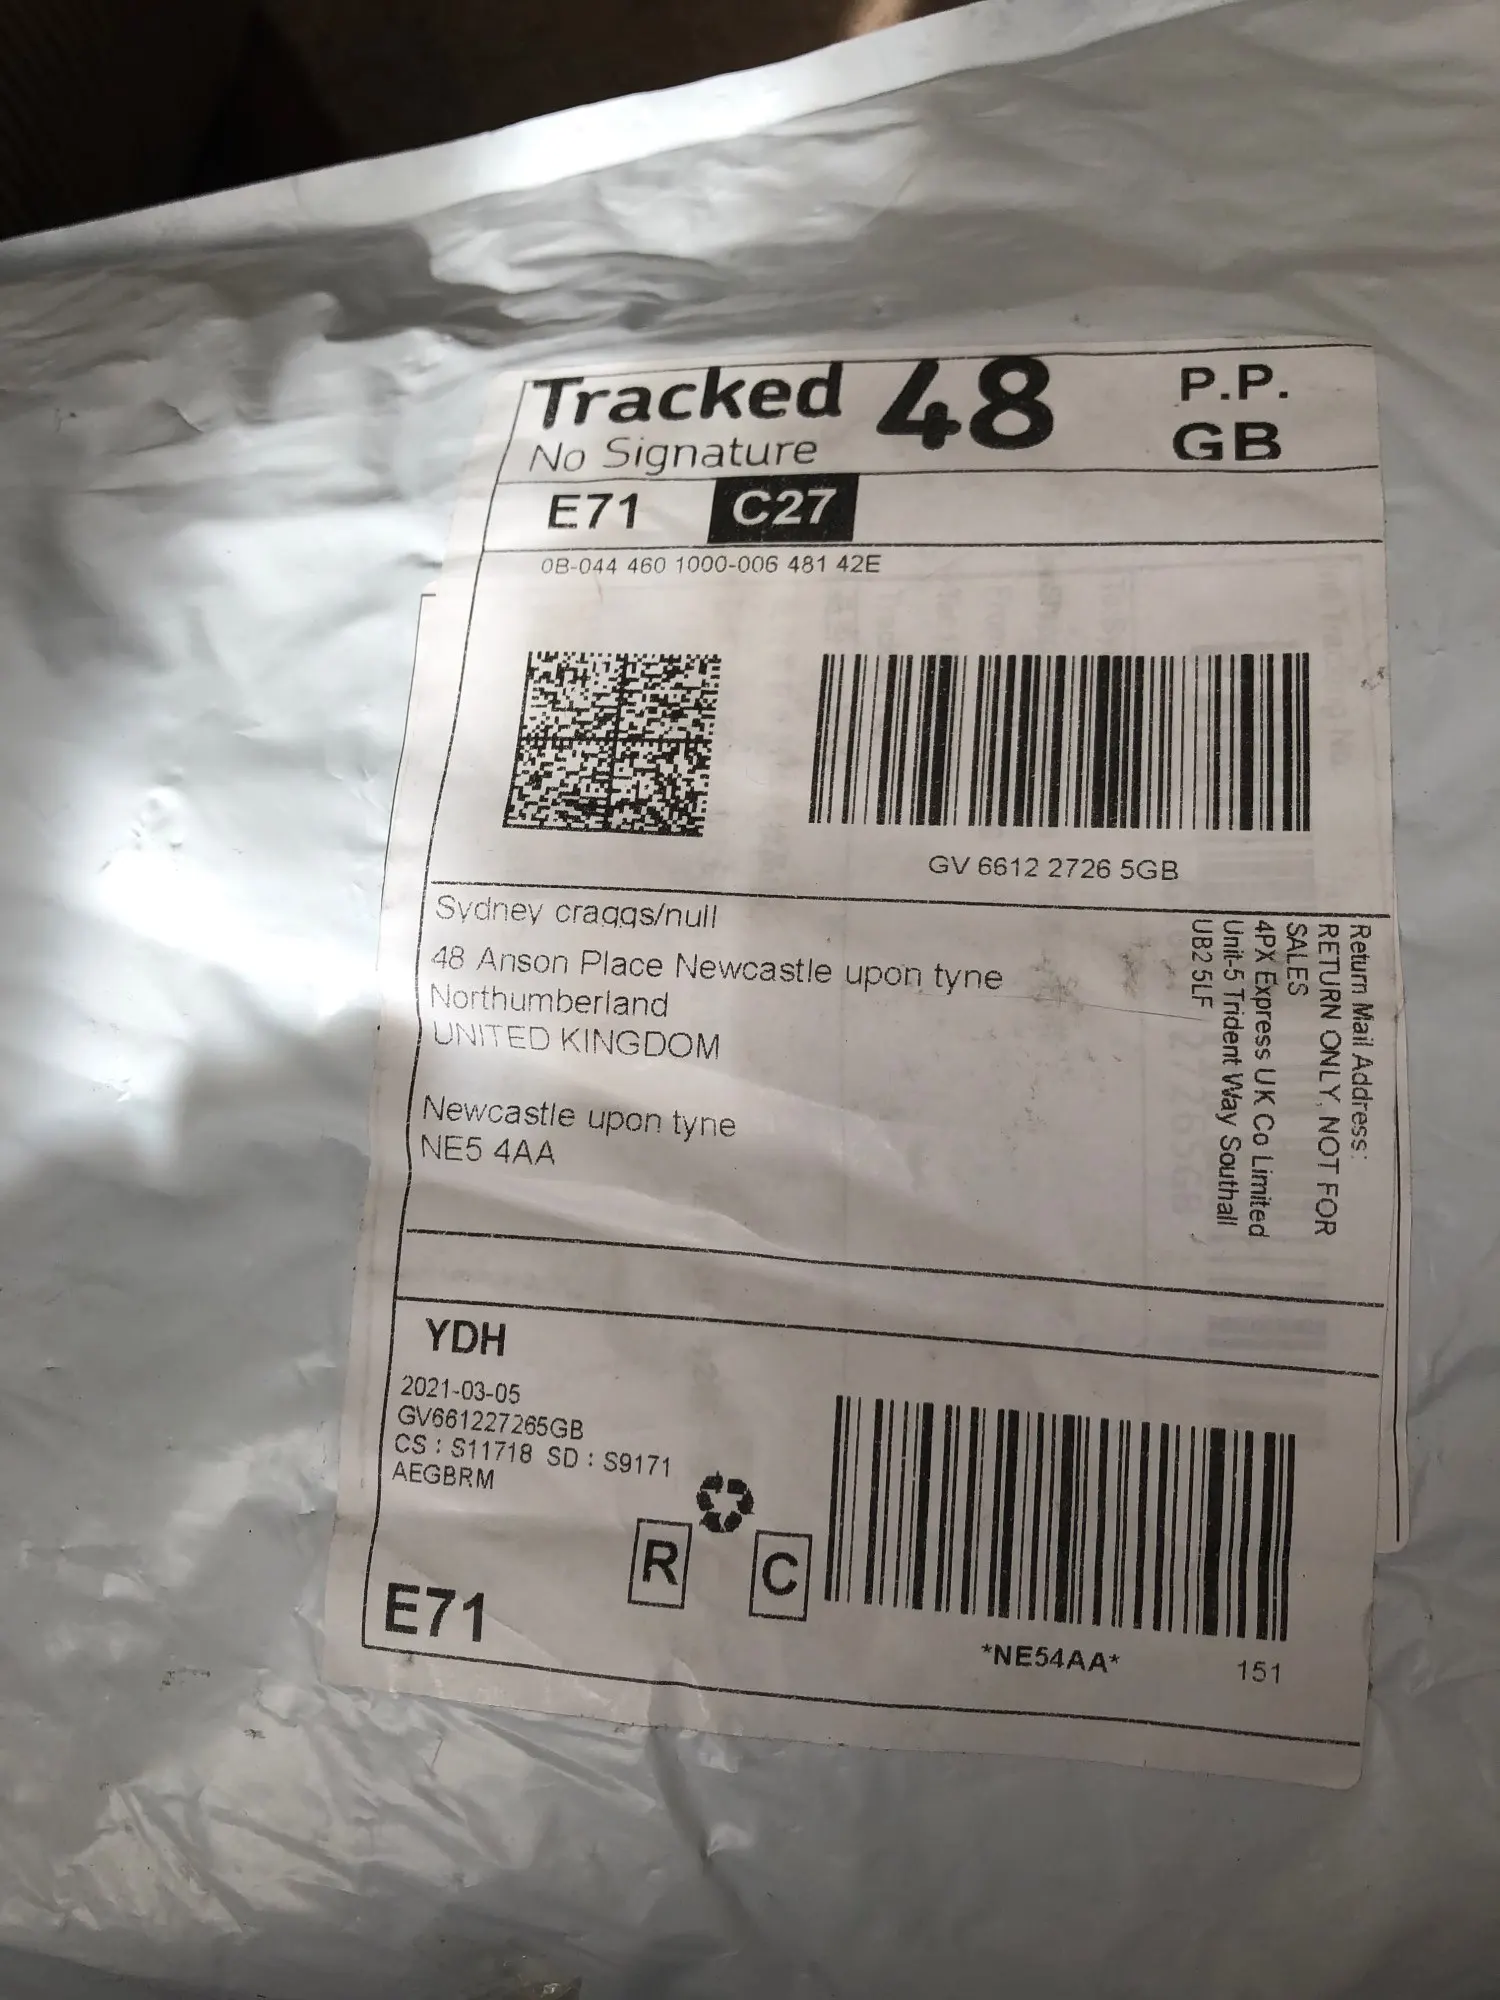 Tracked 48
No Signature
P.P.
GB
E71 C27
0B-044 460 1000-006 481 42E
GV 6612 2726 5GB
Sydney craggs/null
48 Anson Place Newcastle upon tyne
Northumberland
UNITED KINGDOM
Newcastle upon tyne
NE5 4AA
Return Mail Address:
RETURN ONLY, NOT FOR
SALES
4PX Express UK Co Limited
Unit-5 Trident Way Southall
UB2 5LF
YDH
2021-03-05
GV661227265GB
CS : S11718 SD : S9171
AEGBRM
R C
E71
*NE54AA* 151